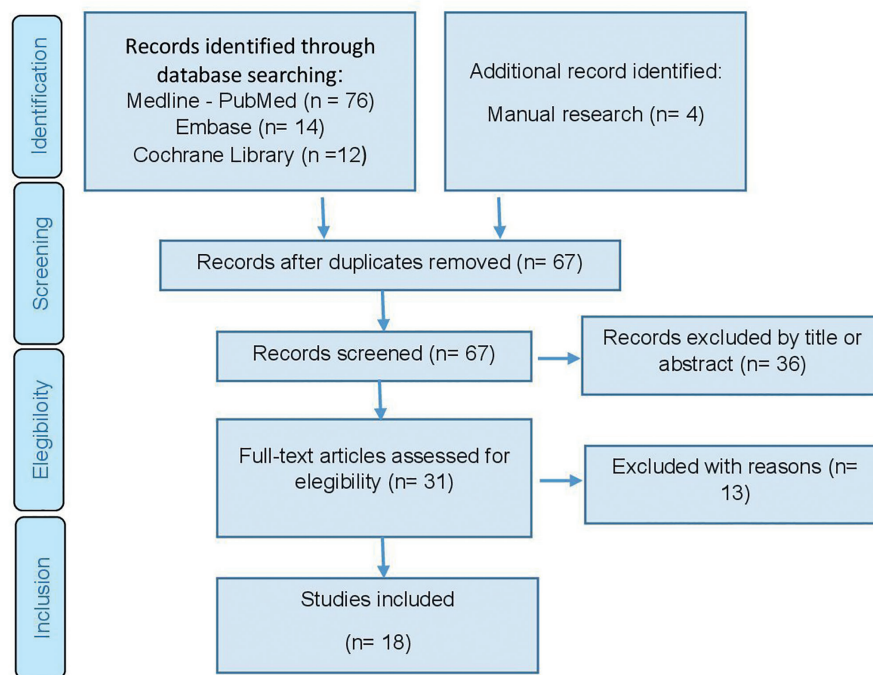 Identification
Records identified through
database searching:
Medline - PubMed (n = 76)
Embase (n= 14)
Cochrane Library (n =12)
Additional record identified:
Manual research (n= 4)
Screening
Records after duplicates removed (n= 67)
Records screened (n= 67)
Records excluded by title or
abstract (n= 36)
Elegibiloity
Full-text articles assessed for
elegibility (n= 31)
Excluded with reasons (n=
13)
Inclusion
Studies included
(n= 18)